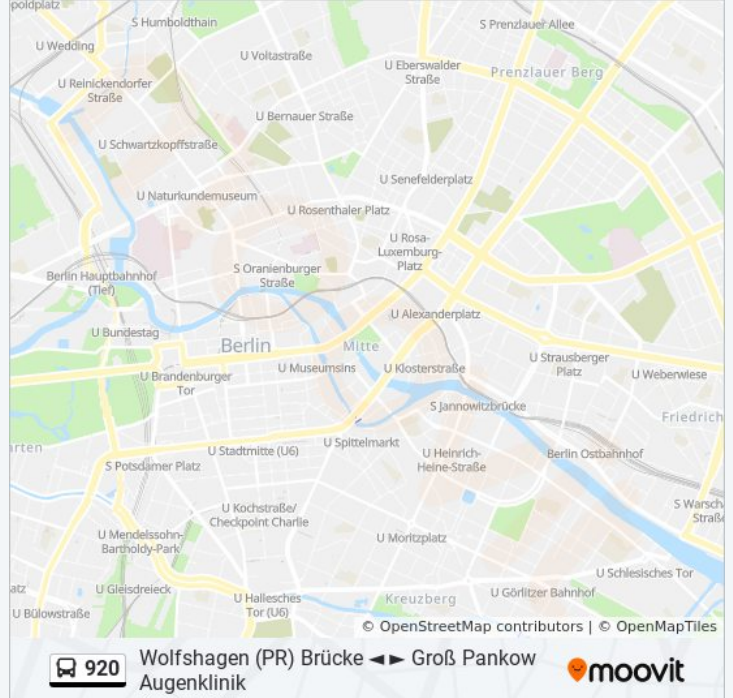 poldplatz
S Humboldthain
S Prenzlauer Allee
U Wedding
U Voltastraße
U Eberswalder
Straße
Prenzlauer Berg
U Reinickendorfer
Straße
U Bernauer Straße
U Schwartzkopffstraße
U Senefelderplatz
U Naturkundemuseum
U Rosenthaler Platz
U Rosa-
Luxemburg-
Platz
Berlin Hauptbahnhof
(Tief)
S Oranienburger
Straße
U Alexanderplatz
U Bundestag
Berlin
Mitte
U Strausberger
Platz
U Museumsins
U Klosterstraße
U Weberwiese
U Brandenburger
Tor
S Jannowitzbrücke
Friedrich
rten
U Spittelmarkt
U Stadtmitte (U6)
U Heinrich-
Heine-Straße
Berlin Ostbahnhof
S Potsdamer Platz
S Warsch
Straße
U Kochstraße/
Checkpoint Charlie
U Mendelssohn-
Bartholdy-Park
U Moritzplatz
U Schlesisches Tor
atz
U Gleisdreieck
U Görlitzer Bahnhof
U Hallesches
Tor (U6)
Kreuzberg
U Bülowstraße
© OpenStreetMap contributors | © OpenMapTiles
920
Wolfshagen (PR) Brücke ◄► Groß Pankow
Augenklinik
moovit